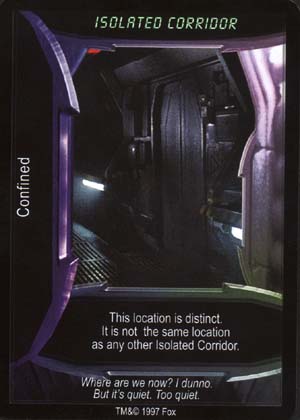 ISOLATED CORRIDOR
Confined
This location is distinct.
It is not the same location
as any other Isolated Corridor.
Where are we now? I dunno.
But it's quiet. Too quiet.
TM&© 1997 Fox